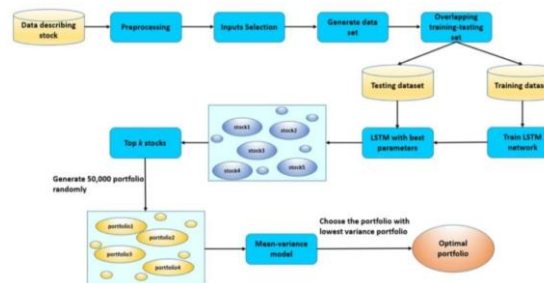 Data describing
stock
Preprocessing
Inputs Selection
Generate data
set
Overlapping
training-testing
set
Testing dataset
Training dataset
Top k stocks
stock1
stock2
stock3
stock4
stock5
LSTM with best
parameters
Train LSTM
network
Generate 50,000 portfolio
randomly
portfolio1
portfolio2
portfolio3
portfolio4
Mean-variance
model
Choose the portfolio with
lowest variance portfolio
Optimal
portfolio